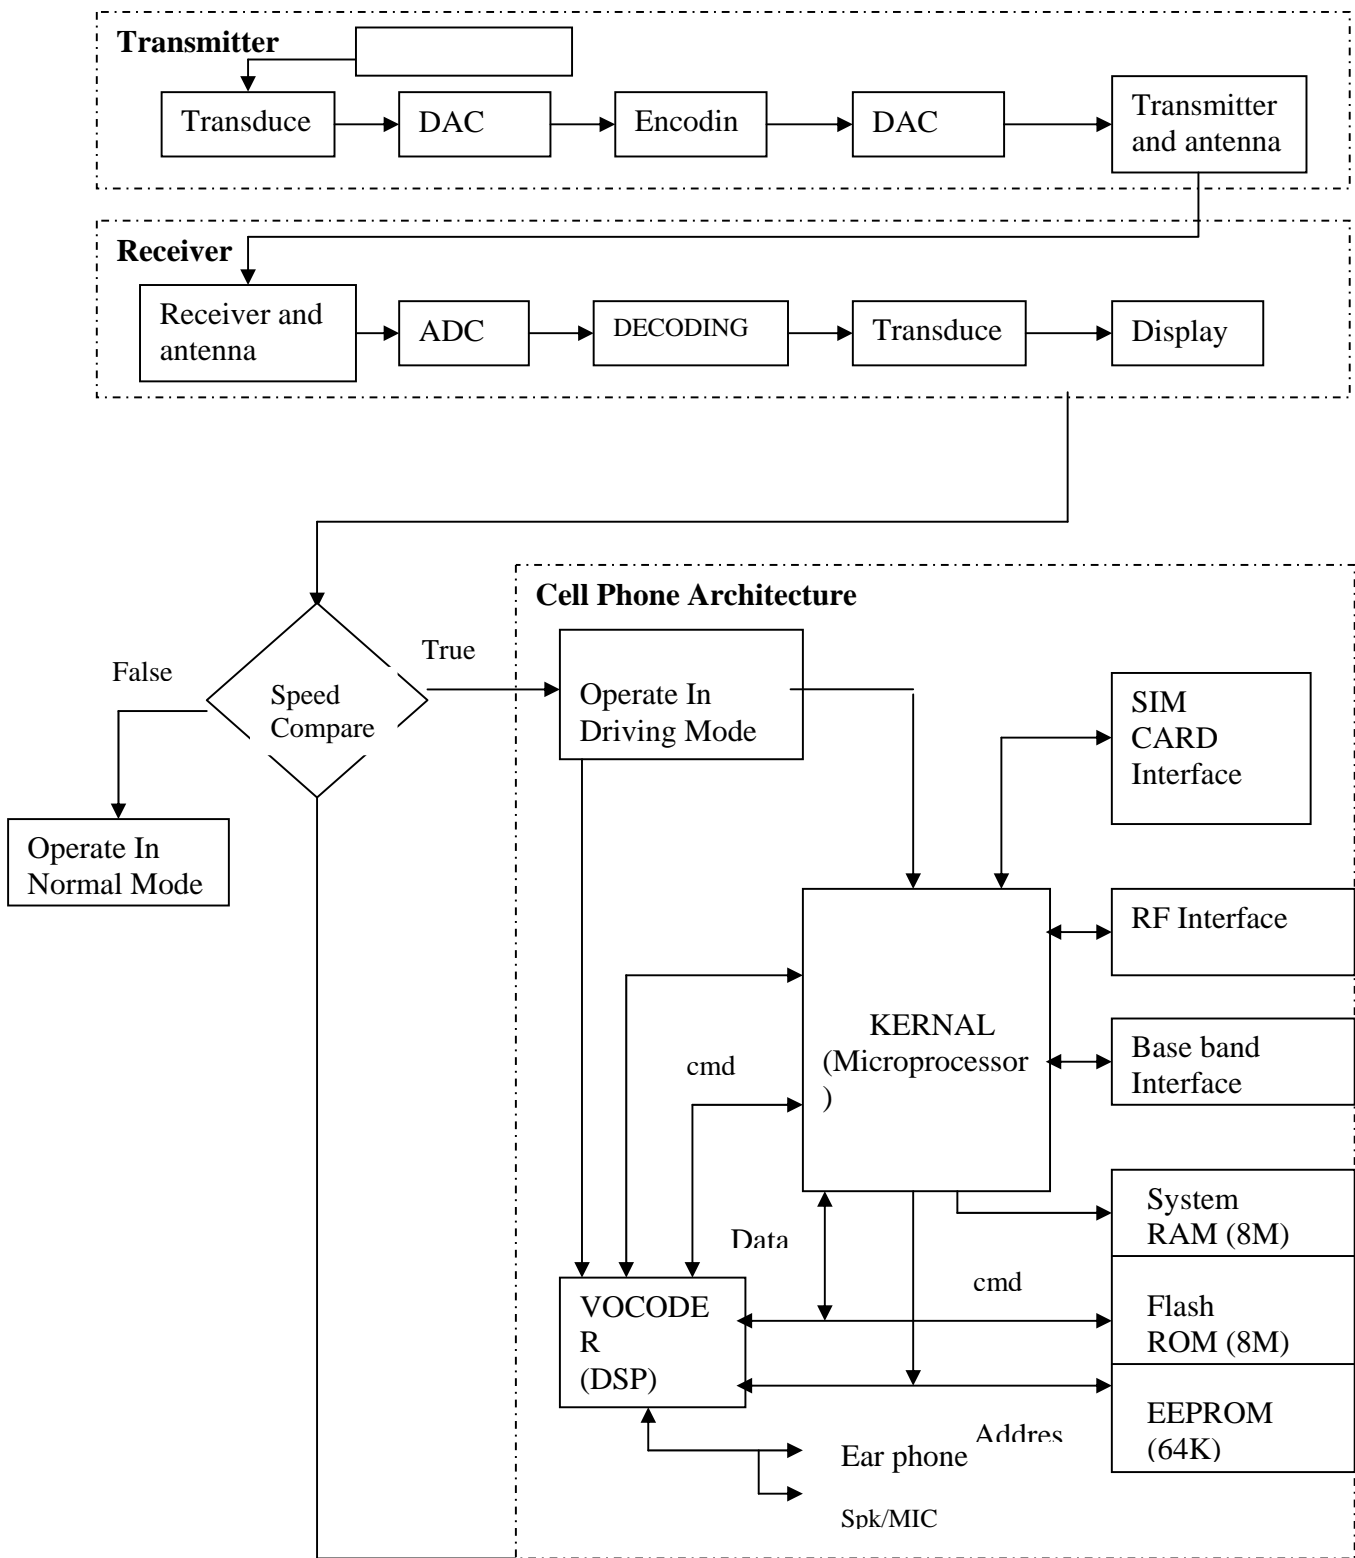 Transmitter
Transduce
DAC
Encodin
DAC
Transmitter
and antenna
Receiver
Receiver and
antenna
ADC
DECODING
Transduce
Display
Cell Phone Architecture
False
True
Speed
Compare
Operate In
Driving Mode
SIM
CARD
Interface
Operate In
Normal Mode
RF Interface
KERNAL
(Microprocessor
)
cmd
Base band
Interface
System
RAM (8M)
Data
cmd
VOCODE
R
(DSP)
Flash
ROM (8M)
EEPROM
(64K)
Addres
Ear phone
Spk/MIC